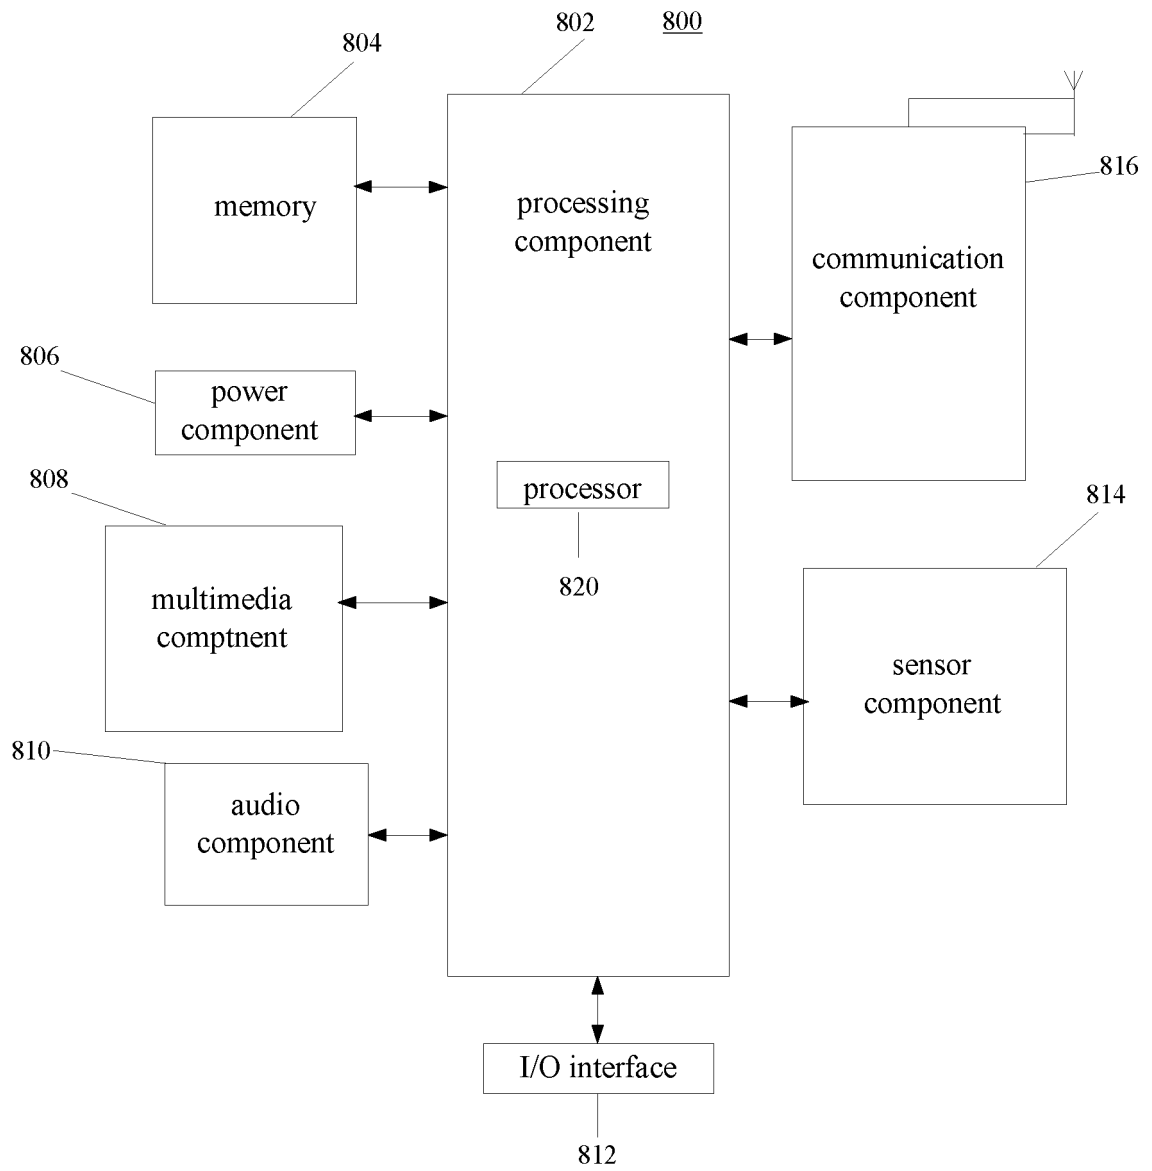 802
800
804
816
memory
processing
component
communication
component
806
power
component
808
processor
814
820
multimedia
comptnent
sensor
component
810
audio
component
I/O interface
812